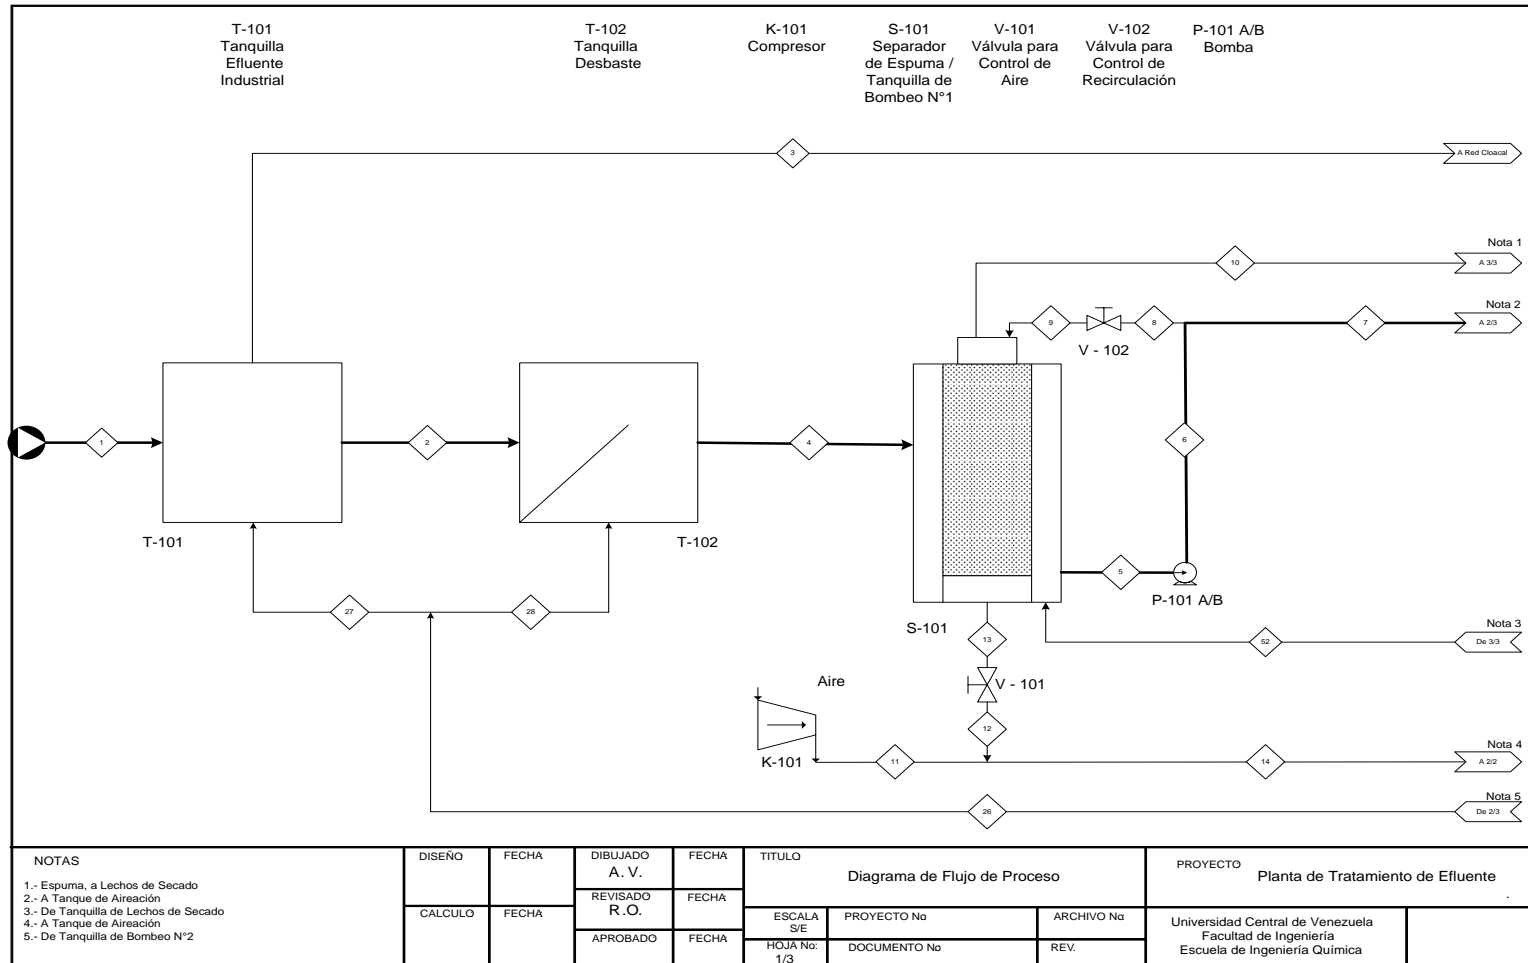 T-101
Tanquilla
Efluente
Industrial
T-102
Tanquilla
Desbaste
K-101
Compresor
S-101
Separador
de Espuma /
Tanquilla de
Bombeo N°1
V-101
Válvula para
Control de
Aire
V-102
Válvula para
Control de
Recirculación
P-101 A/B
Bomba
3
A Red Cloacal
Nota 1
10
A 3/3
Nota 2
9
8
7
A 2/3
V - 102
1
2
4
6
T-101
T-102
5
P-101 A/B
27
28
S-101
13
Nota 3
52
De 3/3
Aire
V - 101
12
Nota 4
K-101
11
14
A 2/2
Nota 5
26
De 2/3
NOTAS
1.- Espuma, a Lechos de Secado
2.- A Tanque de Aireación
3.- De Tanquilla de Lechos de Secado
4.- A Tanque de Aireación
5.- De Tanquilla de Bombeo N°2
DISEÑO
FECHA
CALCULO
FECHA
DIBUJADO
A. V.
FECHA
REVISADO
R.O.
FECHA
APROBADO
FECHA
TITULO
Diagrama de Flujo de Proceso
PROYECTO
Planta de Tratamiento de Efluente
.
ESCALA
S/E
PROYECTO No
ARCHIVO No
HOJA No:
1/3
DOCUMENTO No
REV.
Universidad Central de Venezuela
Facultad de Ingeniería
Escuela de Ingeniería Química